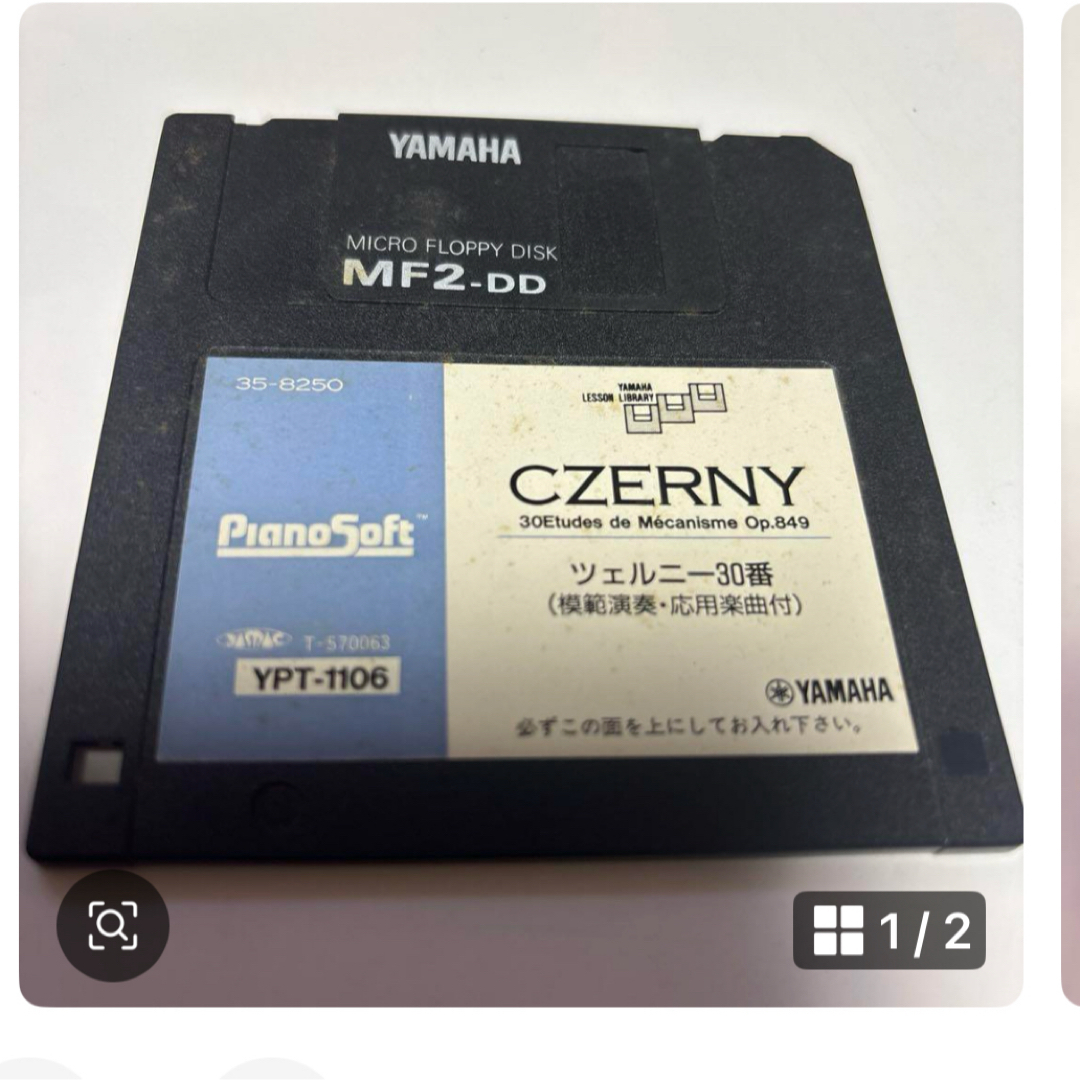 YAMAHA
MICRO FLOPPY DISK
MF2-DD
35-8250
YAMAHA
LESSON LIBRARY
CZERNY
30Etudes de Mécanisme Op.849
PianoSoft™
ツェルニー30番
(模範演奏・応用楽曲付)
JASRAC T-570063
YPT-1106
YAMAHA
必ずこの面を上にしてお入れ下さい。
1/2